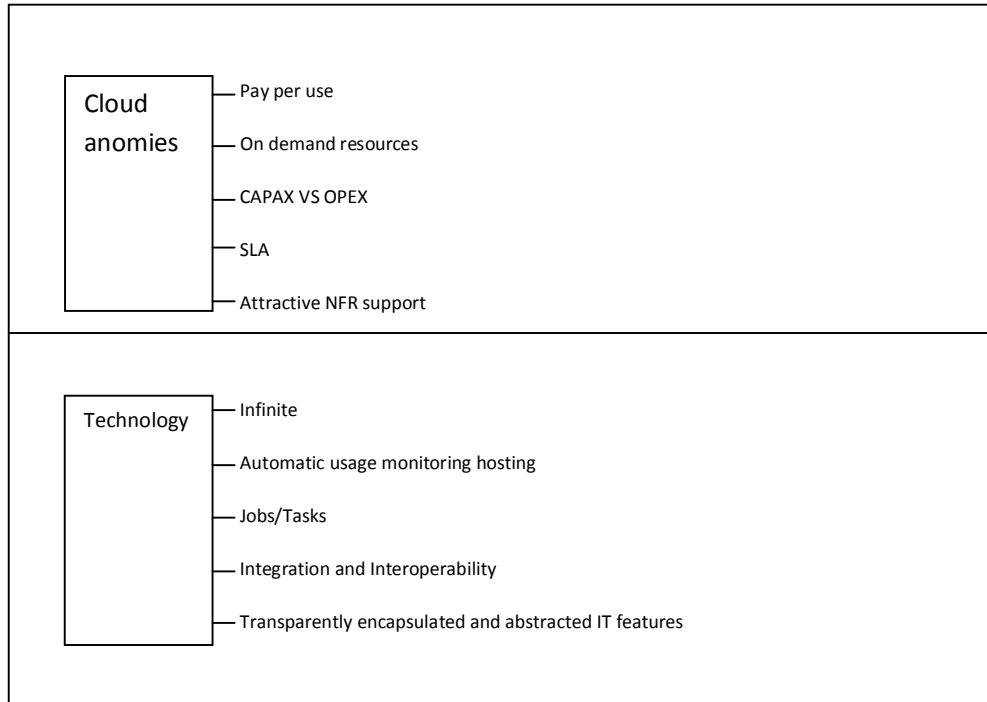 Cloud
anomies
Pay per use
On demand resources
CAPAX VS OPEX
SLA
Attractive NFR support
Technology
Infinite
Automatic usage monitoring hosting
Jobs/Tasks
Integration and Interoperability
Transparently encapsulated and abstracted IT features